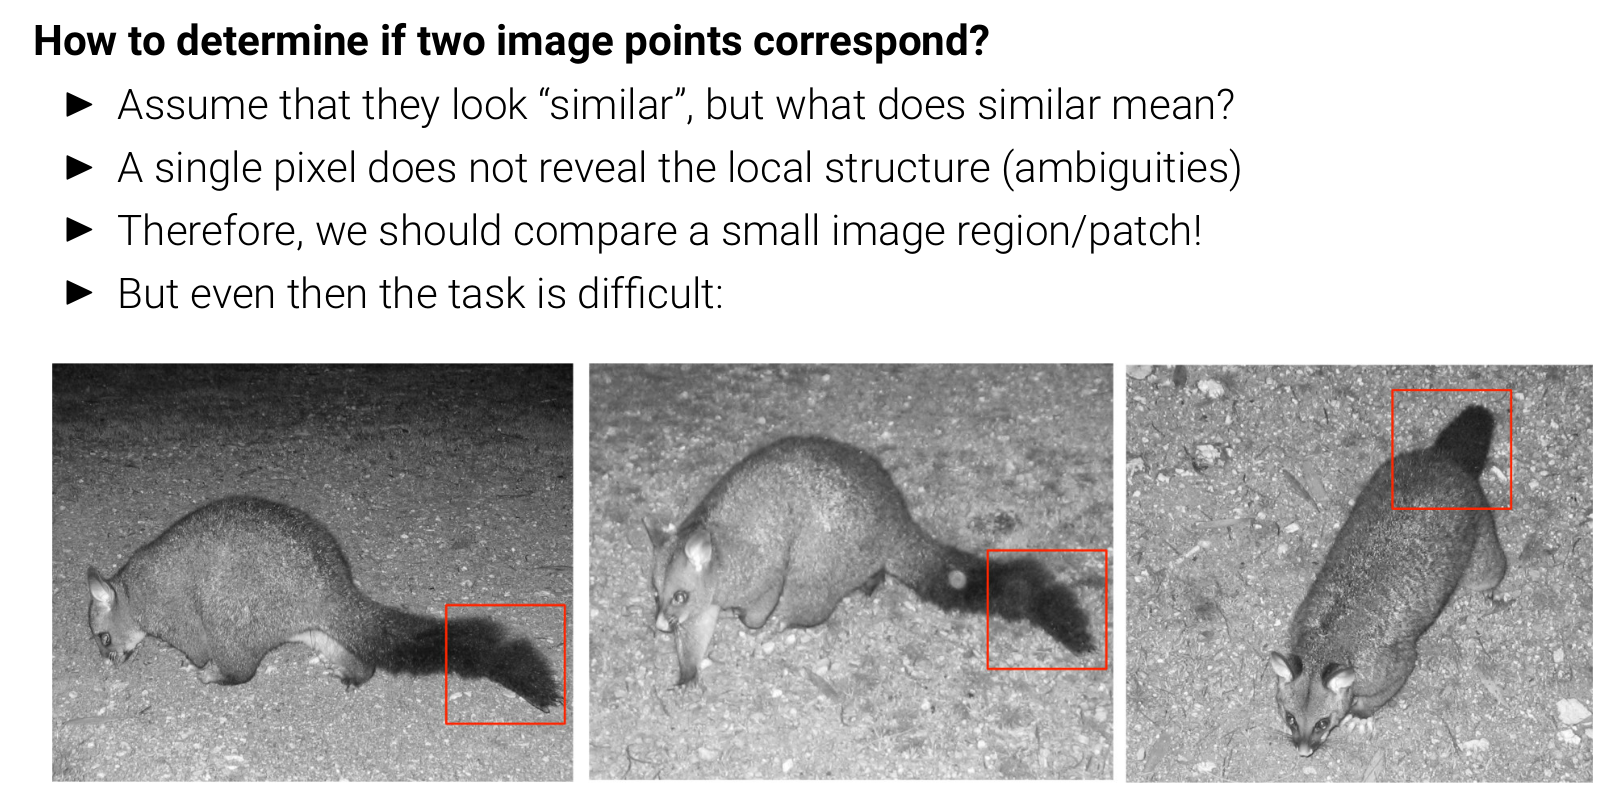 How to determine if two image points correspond?
► Assume that they look “similar”, but what does similar mean?
► A single pixel does not reveal the local structure (ambiguities)
► Therefore, we should compare a small image region/patch!
► But even then the task is difficult: